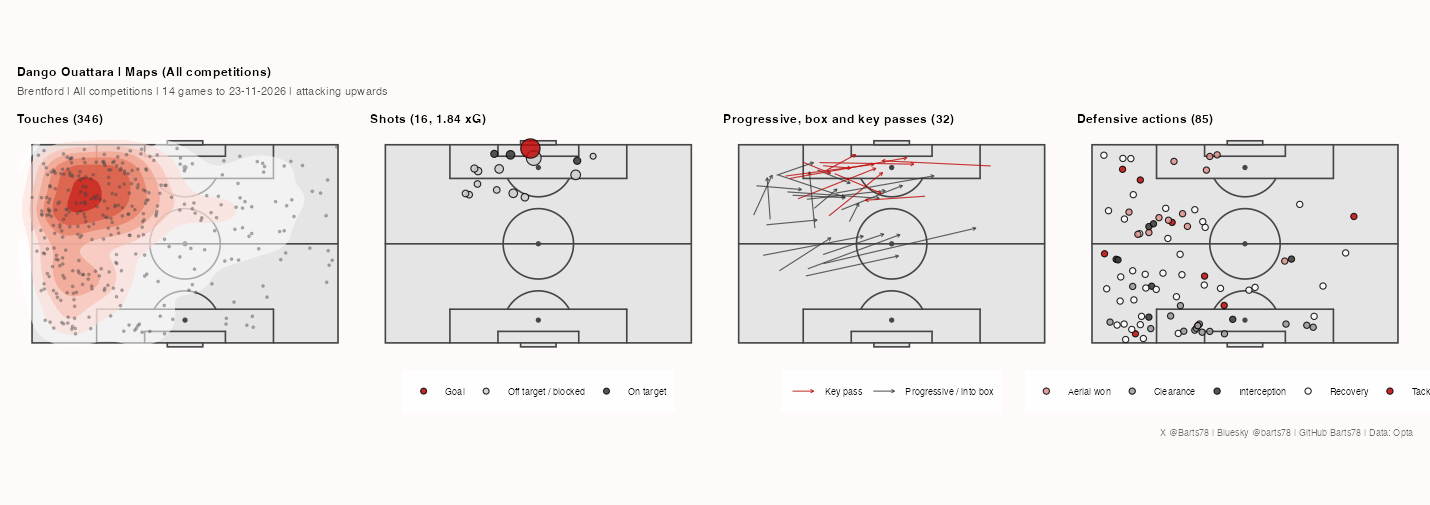 Dango Ouattara | Maps (All competitions)
Brentford | All competitions | 14 games to 23-11-2026 | attacking upwards
Touches (346)
Shots (16, 1.84 xG)
Progressive, box and key passes (32)
Defensive actions (85)
Goal
Off target / blocked
On target
Key pass
Progressive / Into box
Aerial won
Clearance
Interception
Recovery
Tack
X @Barts78 | Bluesky @barts78 | GitHub Barts78 | Data: Opta